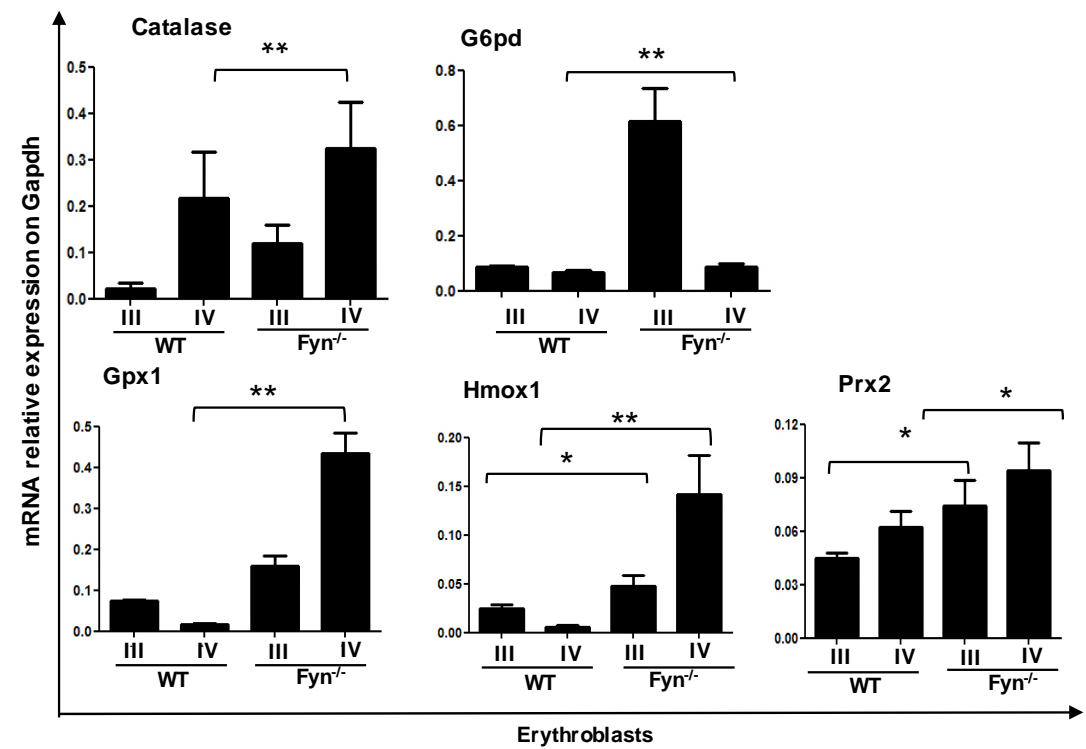 Catalase
**
0.5
0.4
0.3
0.2
0.1
0.0
III IV III IV
WT Fyn-/-
G6pd
**
0.8
0.6
0.4
0.2
0.0
III IV III IV
WT Fyn-/-
mRNA relative expression on Gapdh
Gpx1
**
0.5
0.4
0.3
0.2
0.1
0.0
III IV III IV
WT Fyn-/-
Hmox1
**
*
0.20
0.15
0.10
0.05
0.00
III IV III IV
WT Fyn-/-
Prx2
*
*
0.12
0.09
0.06
0.03
0.00
III IV III IV
WT Fyn-/-
Erythroblasts